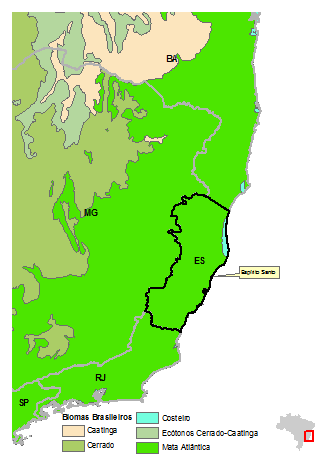 BA
MG
ES
Espírito Santo
RJ
SP
Biomas Brasileiros
Caatinga
Cerrado
Costeiro
Ecótonos Cerrado-Caatinga
Mata Atlântica